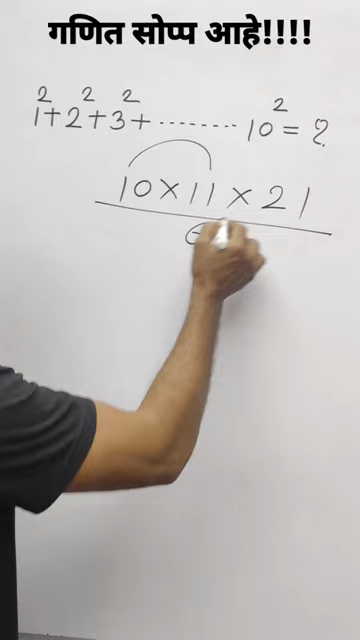 गणित सोप्प आहे!!!!
1²+2²+3²+ -------- 10²= ?
10×11×21